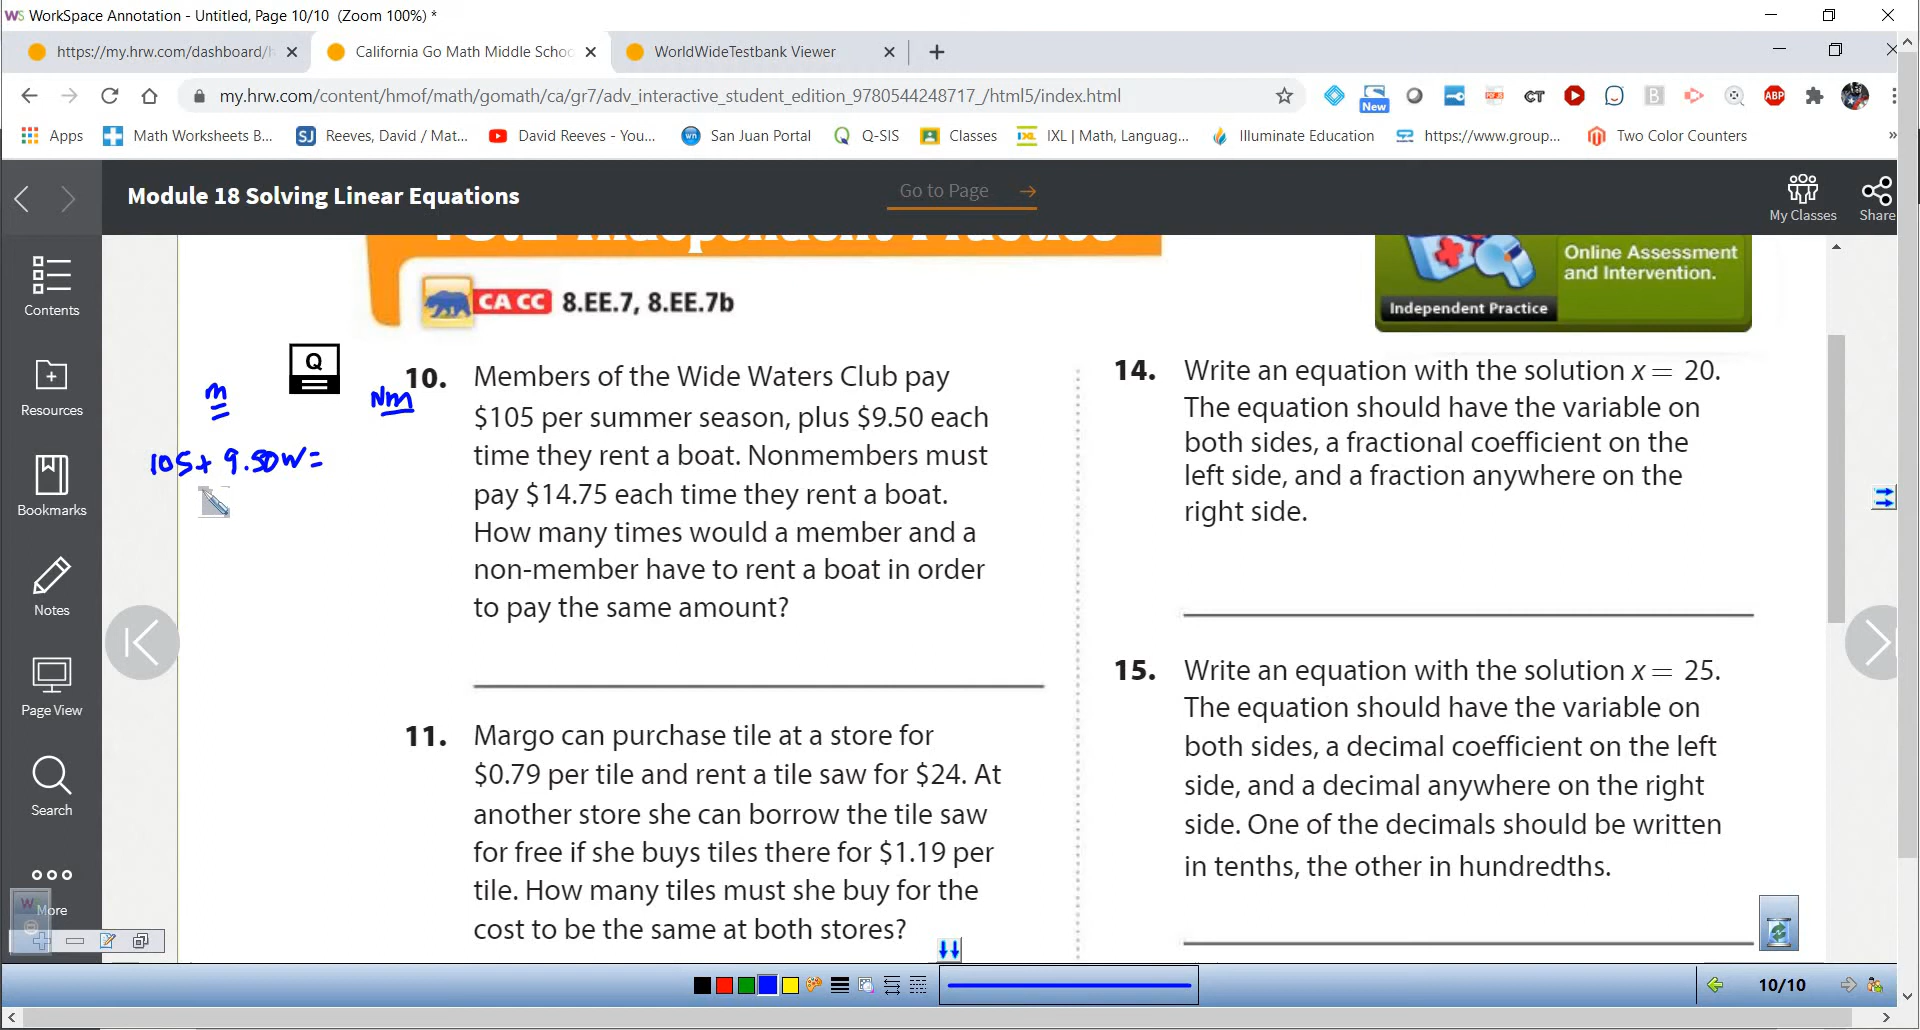 WS WorkSpace Annotation - Untitled, Page 10/10 (Zoom 100%) *
https://my.hrw.com/dashboard/h
California Go Math Middle Schoo
WorldWideTestbank Viewer
my.hrw.com/content/hmof/math/gomath/ca/gr7/adv_interactive_student_edition_9780544248717_/html5/index.html
New
CT
B
ABP
Apps
Math Worksheets B...
SJ
Reeves, David / Mat...
David Reeves - You...
wn
San Juan Portal
Q-SIS
Classes
IXL
IXL | Math, Languag...
Illuminate Education
https://www.group...
Two Color Counters
»
Module 18 Solving Linear Equations
Go to Page
My Classes
Share
Contents
Resources
Bookmarks
Notes
Page View
Search
More
Independent Practice
CA CC 8.EE.7, 8.EE.7b
Online Assessment
and Intervention.
Independent Practice
Q
m
Nm
105+ 9.50w=
10. Members of the Wide Waters Club pay
$105 per summer season, plus $9.50 each
time they rent a boat. Nonmembers must
pay $14.75 each time they rent a boat.
How many times would a member and a
non-member have to rent a boat in order
to pay the same amount?
11. Margo can purchase tile at a store for
$0.79 per tile and rent a tile saw for $24. At
another store she can borrow the tile saw
for free if she buys tiles there for $1.19 per
tile. How many tiles must she buy for the
cost to be the same at both stores?
14. Write an equation with the solution x = 20.
The equation should have the variable on
both sides, a fractional coefficient on the
left side, and a fraction anywhere on the
right side.
15. Write an equation with the solution x = 25.
The equation should have the variable on
both sides, a decimal coefficient on the left
side, and a decimal anywhere on the right
side. One of the decimals should be written
in tenths, the other in hundredths.
10/10